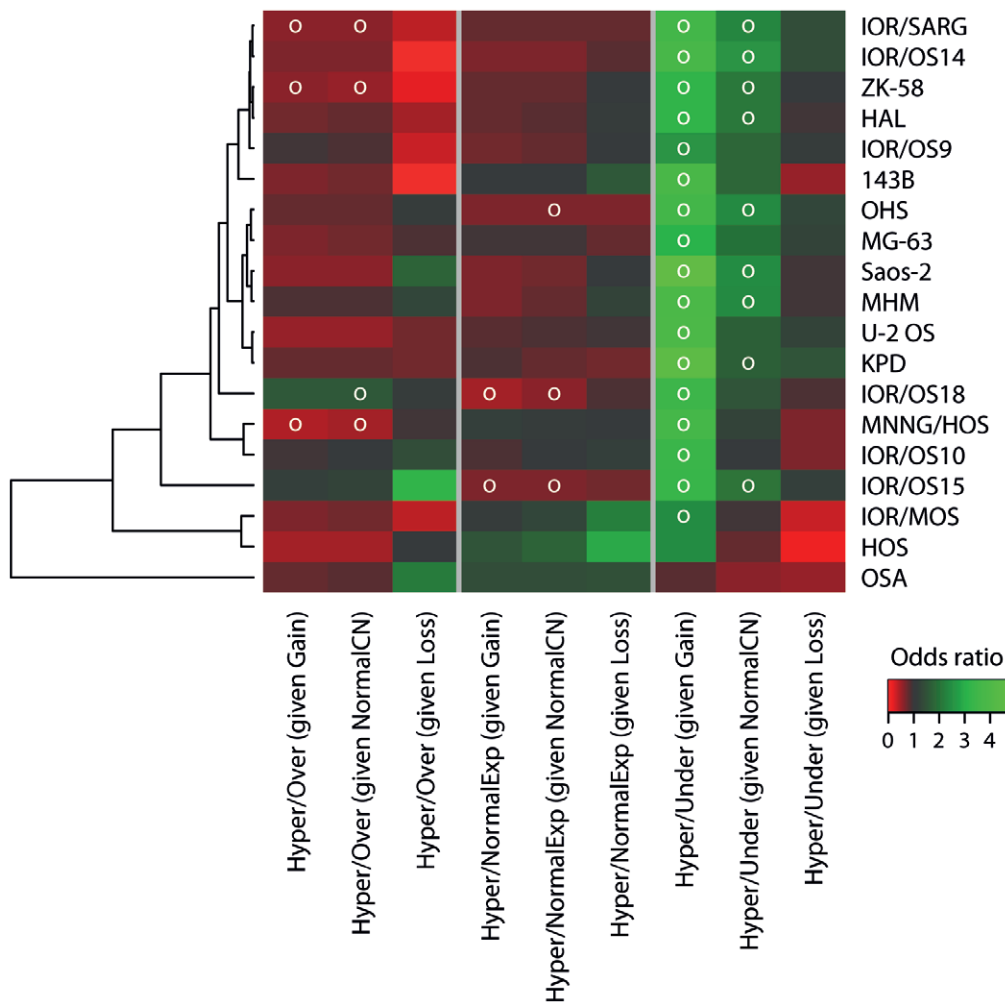 o o o o IOR/SARG
o o IOR/OS14
o o o o ZK-58
o o HAL
o IOR/OS9
o 143B
o o o OHS
o MG-63
o o Saos-2
o o MHM
o U-2 OS
o o KPD
o o o o IOR/OS18
o o o MNNG/HOS
o IOR/OS10
o o o o IOR/OS15
o IOR/MOS
HOS
OSA
Hyper/Over (given Gain)
Hyper/Over (given NormalCN)
Hyper/Over (given Loss)
Hyper/NormalExp (given Gain)
Hyper/NormalExp (given NormalCN)
Hyper/NormalExp (given Loss)
Hyper/Under (given Gain)
Hyper/Under (given NormalCN)
Hyper/Under (given Loss)
Odds ratio
0 1 2 3 4